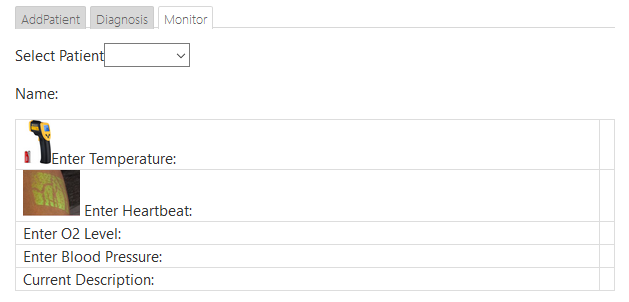 AddPatient Diagnosis Monitor
Select Patient
Name:
Enter Temperature:
Enter Heartbeat:
Enter O2 Level:
Enter Blood Pressure:
Current Description: